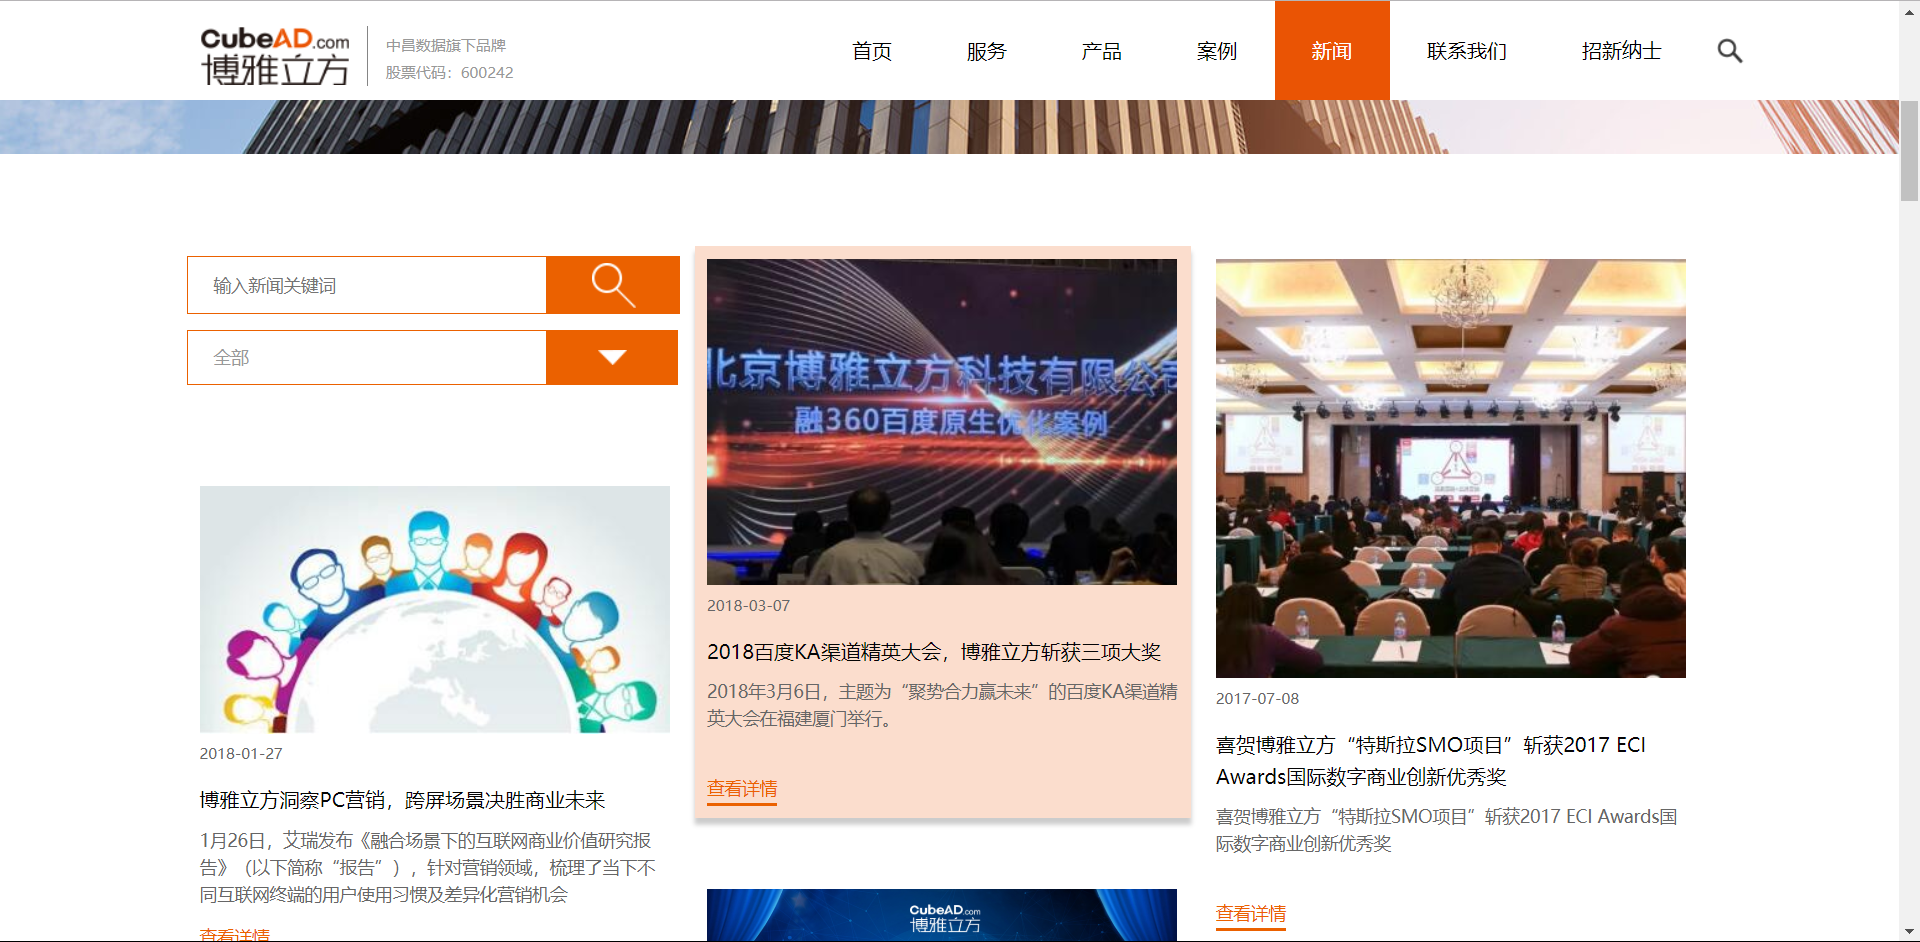 CubeAD.com
博雅立方
中昌数据旗下品牌
股票代码：600242
首页
服务
产品
案例
新闻
联系我们
招新纳士
输入新闻关键词
全部
2018-01-27
博雅立方洞察PC营销，跨屏场景决胜商业未来
1月26日，艾瑞发布《融合场景下的互联网商业价值研究报
告》（以下简称“报告”），针对营销领域，梳理了当下不
同互联网终端的用户使用习惯及差异化营销机会
查看详情
北京博雅立方科技有限公司
融360百度原生优化案例
2018-03-07
2018百度KA渠道精英大会，博雅立方斩获三项大奖
2018年3月6日，主题为“聚势合力赢未来”的百度KA渠道精
英大会在福建厦门举行。
查看详情
CubeAD.com
博雅立方
2017-07-08
喜贺博雅立方“特斯拉SMO项目”斩获2017 ECI
Awards国际数字商业创新优秀奖
喜贺博雅立方“特斯拉SMO项目”斩获2017 ECI Awards国
际数字商业创新优秀奖
查看详情